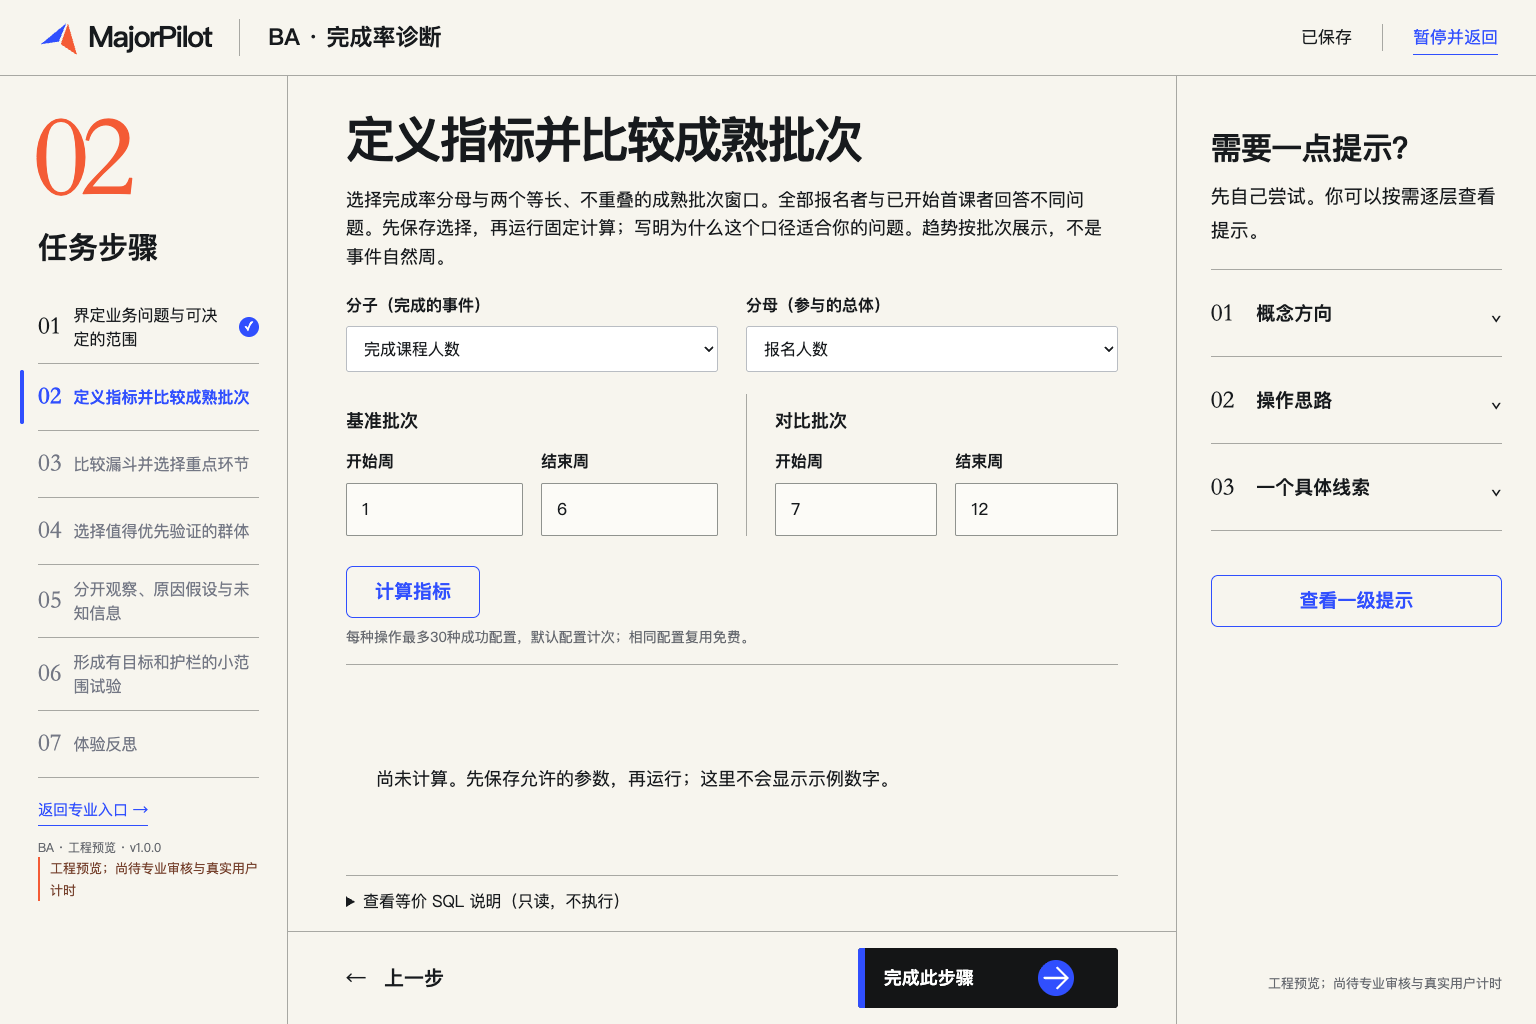 MajorPilot
BA · 完成率诊断
已保存
暂停并返回
02
任务步骤
01 界定业务问题与可决
定的范围
02 定义指标并比较成熟批次
03 比较漏斗并选择重点环节
04 选择值得优先验证的群体
05 分开观察、原因假设与未
知信息
06 形成有目标和护栏的小范
围试验
07 体验反思
返回专业入口 →
BA · 工程预览 · v1.0.0
工程预览；尚待专业审核与真实用户
计时
定义指标并比较成熟批次
选择完成率分母与两个等长、不重叠的成熟批次窗口。全部报名者与已开始首课者回答不同问
题。先保存选择，再运行固定计算；写明为什么这个口径适合你的问题。趋势按批次展示，不是
事件自然周。
分子（完成的事件）
分母（参与的总体）
完成课程人数
报名人数
基准批次
对比批次
开始周
结束周
开始周
结束周
1
6
7
12
计算指标
每种操作最多30种成功配置，默认配置计次；相同配置复用免费。
尚未计算。先保存允许的参数，再运行；这里不会显示示例数字。
▶ 查看等价 SQL 说明（只读，不执行）
← 上一步
完成此步骤
需要一点提示?
先自己尝试。你可以按需逐层查看
提示。
01 概念方向
02 操作思路
03 一个具体线索
查看一级提示
工程预览；尚待专业审核与真实用户计时